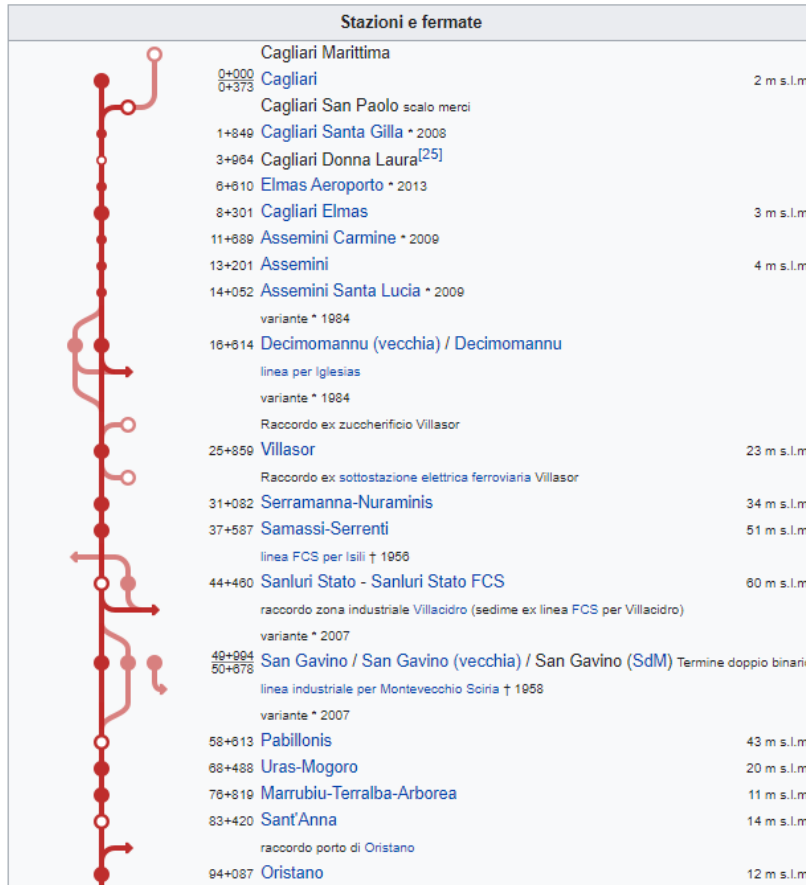 Stazioni e fermate
Cagliari Marittima
0+000
0+373 Cagliari 2 m s.l.m
Cagliari San Paolo scalo merci
1+849 Cagliari Santa Gilla * 2008
3+964 Cagliari Donna Laura[25]
6+610 Elmas Aeroporto * 2013
8+301 Cagliari Elmas 3 m s.l.m
11+689 Assemini Carmine * 2009
13+201 Assemini 4 m s.l.m
14+052 Assemini Santa Lucia * 2009
variante * 1984
16+614 Decimomannu (vecchia) / Decimomannu
linea per Iglesias
variante * 1984
Raccordo ex zuccherificio Villasor
25+859 Villasor 23 m s.l.m
Raccordo ex sottostazione elettrica ferroviaria Villasor
31+082 Serramanna-Nuraminis 34 m s.l.m
37+587 Samassi-Serrenti 51 m s.l.m
linea FCS per Isili † 1956
44+460 Sanluri Stato - Sanluri Stato FCS 60 m s.l.m
raccordo zona industriale Villacidro (sedime ex linea FCS per Villacidro)
variante * 2007
49+994
50+678 San Gavino / San Gavino (vecchia) / San Gavino (SdM) Termine doppio binario
linea industriale per Montevecchio Sciria † 1958
variante * 2007
58+613 Pabillonis 43 m s.l.m
68+488 Uras-Mogoro 20 m s.l.m
76+819 Marrubiu-Terralba-Arborea 11 m s.l.m
83+420 Sant'Anna 14 m s.l.m
raccordo porto di Oristano
94+087 Oristano 12 m s.l.m